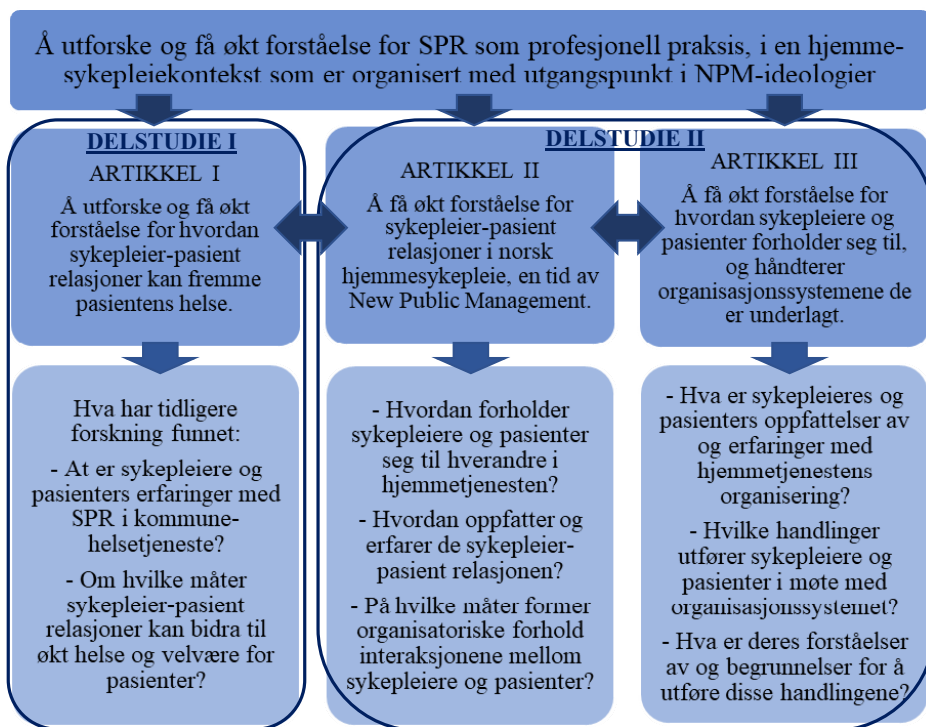 Å utforske og få økt forståelse for SPR som profesjonell praksis, i en hjemme-
sykepleiekontekst som er organisert med utgangspunkt i NPM-ideologier
DELSTUDIE I
ARTIKKEL I
Å utforske og få økt
forståelse for hvordan
sykepleier-pasient
relasjoner kan fremme
pasientens helse.
DELSTUDIE II
ARTIKKEL II
Å få økt forståelse for
sykepleier-pasient
relasjoner i norsk
hjemmesykepleie, en tid av
New Public Management.
ARTIKKEL III
Å få økt forståelse for
hvordan sykepleiere og
pasienter forholder seg til,
og håndterer
organisasjonssystemene de
er underlagt.
Hva har tidligere
forskning funnet:
- At er sykepleiere og
pasienters erfaringer med
SPR i kommune-
helsetjeneste?
- Om hvilke måter
sykepleier-pasient
relasjoner kan bidra til
økt helse og velvære for
pasienter?
- Hvordan forholder
sykepleiere og pasienter
seg til hverandre i
hjemmetjenesten?
- Hvordan oppfatter og
erfarer de sykepleier-
pasient relasjonen?
- På hvilke måter former
organisatoriske forhold
interaksjonene mellom
sykepleiere og pasienter?
- Hva er sykepleieres og
pasienters oppfattelser av
og erfaringer med
hjemmetjenestens
organisering?
- Hvilke handlinger
utfører sykepleiere og
pasienter i møte med
organisasjonssystemet?
- Hva er deres forståelser
av og begrunnelser for å
utføre disse handlingene?